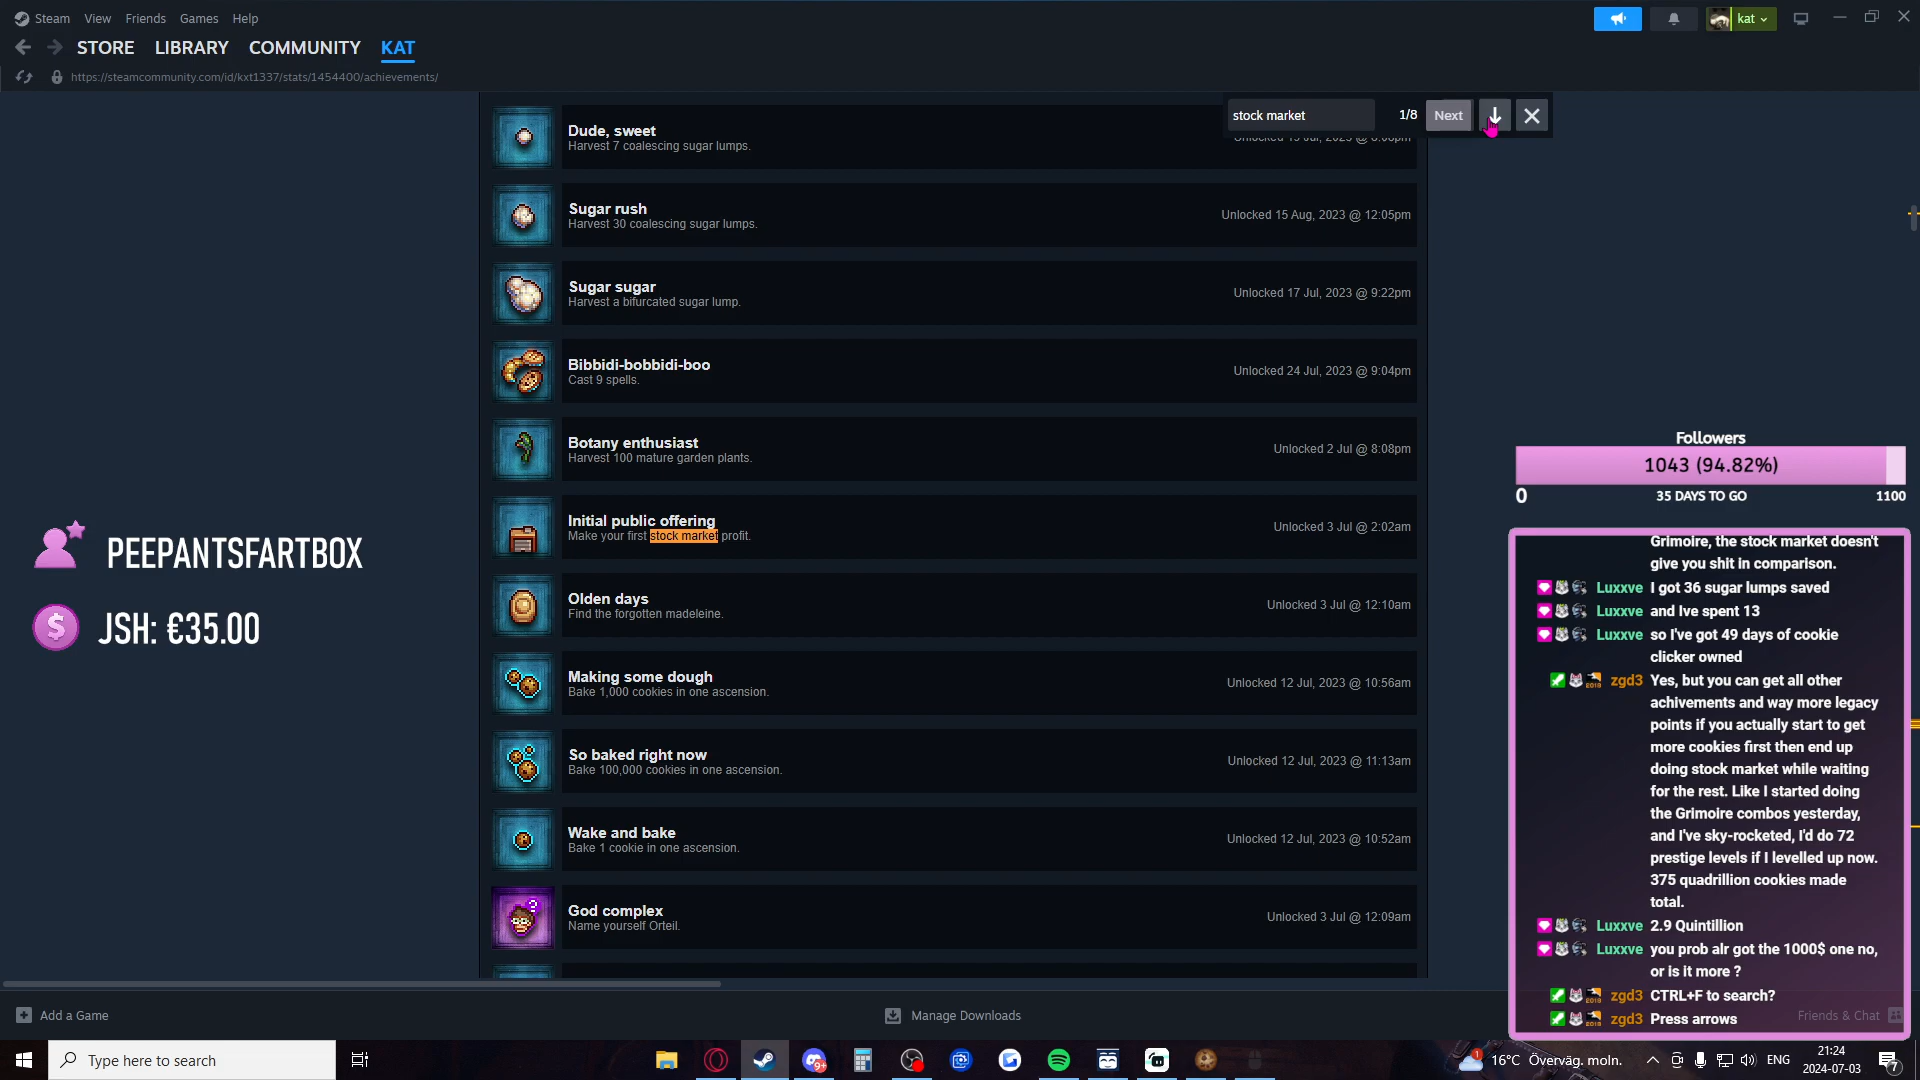 Steam View Friends Games Help
kat
STORE LIBRARY COMMUNITY KAT
https://steamcommunity.com/id/kxt1337/stats/1454400/achievements/
stock market 1/8 Next
Dude, sweet
Harvest 7 coalescing sugar lumps.
Sugar rush
Harvest 30 coalescing sugar lumps.
Unlocked 15 Aug, 2023 @ 12:05pm
Sugar sugar
Harvest a bifurcated sugar lump.
Unlocked 17 Jul, 2023 @ 9:22pm
Bibbidi-bobbidi-boo
Cast 9 spells.
Unlocked 24 Jul, 2023 @ 9:04pm
Botany enthusiast
Harvest 100 mature garden plants.
Unlocked 2 Jul @ 8:08pm
Initial public offering
Make your first stock market profit.
Unlocked 3 Jul @ 2:02am
Olden days
Find the forgotten madeleine.
Unlocked 3 Jul @ 12:10am
Making some dough
Bake 1,000 cookies in one ascension.
Unlocked 12 Jul, 2023 @ 10:56am
So baked right now
Bake 100,000 cookies in one ascension.
Unlocked 12 Jul, 2023 @ 11:13am
Wake and bake
Bake 1 cookie in one ascension.
Unlocked 12 Jul, 2023 @ 10:52am
God complex
Name yourself Orteil.
Unlocked 3 Jul @ 12:09am
PEEPANTSFARTBOX
JSH: €35.00
Followers
1043 (94.82%)
0 35 DAYS TO GO 1100
Grimoire, the stock market doesn't
give you shit in comparison.
Luxxve I got 36 sugar lumps saved
Luxxve and Ive spent 13
Luxxve so I've got 49 days of cookie
clicker owned
zgd3 Yes, but you can get all other
achivements and way more legacy
points if you actually start to get
more cookies first then end up
doing stock market while waiting
for the rest. Like I started doing
the Grimoire combos yesterday,
and I've sky-rocketed, I'd do 72
prestige levels if I levelled up now.
375 quadrillion cookies made
total.
Luxxve 2.9 Quintillion
Luxxve you prob alr got the 1000$ one no,
or is it more ?
zgd3 CTRL+F to search?
zgd3 Press arrows
Add a Game
Manage Downloads
Friends & Chat
Type here to search
16°C Överväg. moln.
ENG
21:24
2024-07-03